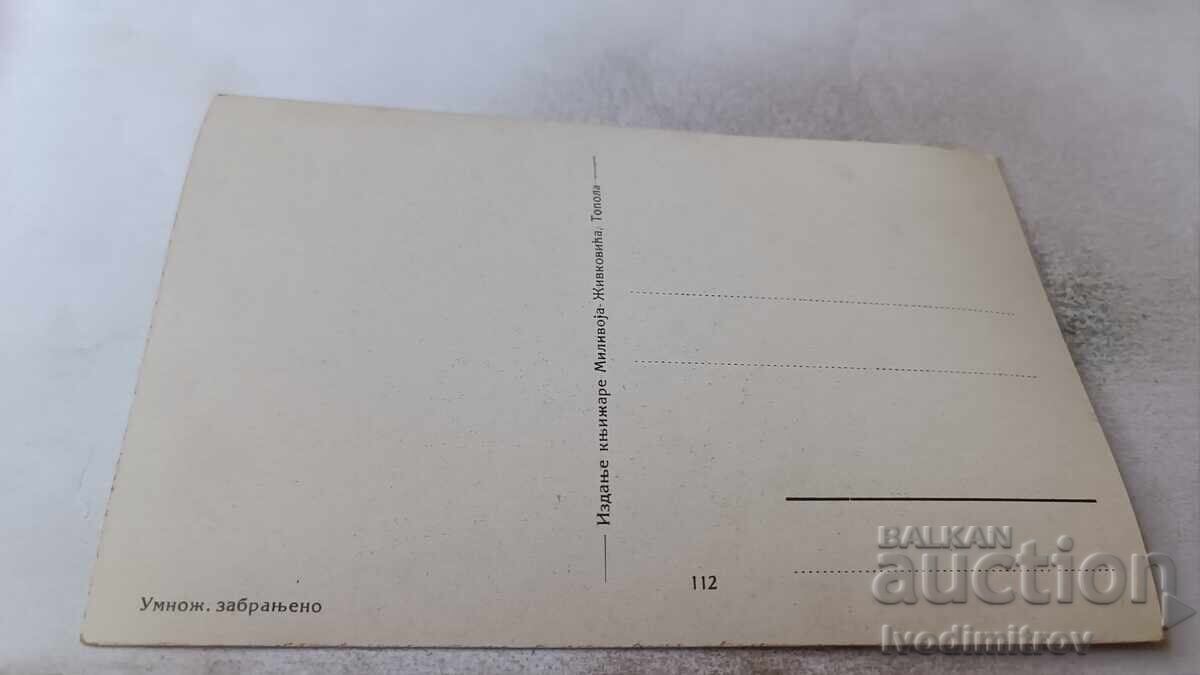 Издање књижаре Миливоја Живковића, Топола
112
Умнож. забрањено
BALKAN
auction
Ivodimitrov